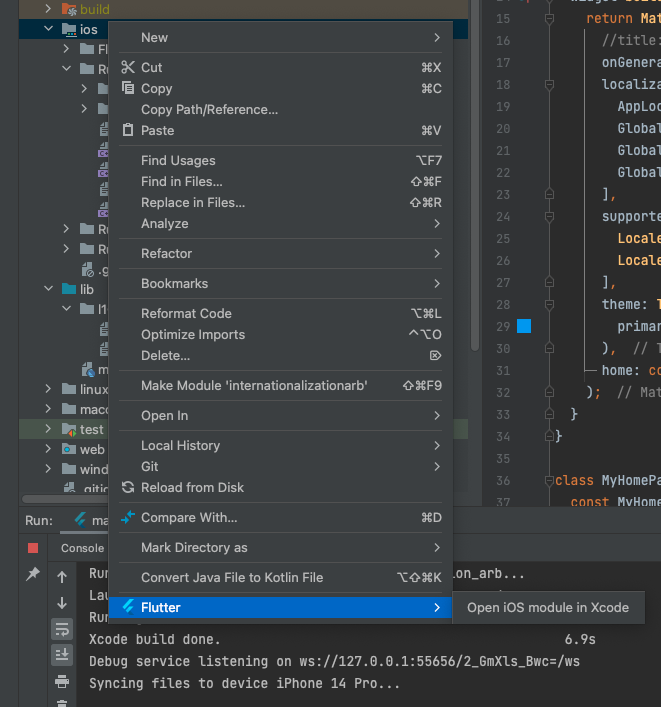 build
ios
Fl
Ru
Ru
Ru
.g
lib
l1
m
linux
maco
test
web
wind
.gitig
New
Cut ⌘X
Copy ⌘C
Copy Path/Reference...
Paste ⌘V
Find Usages ⌥F7
Find in Files... ⇧⌘F
Replace in Files... ⇧⌘R
Analyze
Refactor
Bookmarks
Reformat Code ⌥⌘L
Optimize Imports ^⌥O
Delete... ⌦
Make Module 'internationalizationarb' ⇧⌘F9
Open In
Local History
Git
Reload from Disk
Compare With... ⌘D
Mark Directory as
Convert Java File to Kotlin File ⌥⇧⌘K
Flutter
Open iOS module in Xcode
15 return Mat
16 //title:
17 onGenera
18 localiza
19 AppLoc
20 Global
21 Global
22 Global
23 ],
24 supporte
25 Locale
26 Locale
27 ],
28 theme: T
29 primar
30 ), // T
31 home: co
32 ); // Mat
33 }
34 }
35
36 class MyHomePa
37 const MyHome
Run: ma
Console
Run on_arb...
Lau
Run
Xcode build done. 6.9s
Debug service listening on ws://127.0.0.1:55656/2_GmXls_Bwc=/ws
Syncing files to device iPhone 14 Pro...